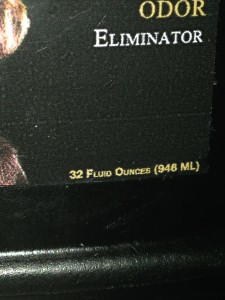 ODOR
ELIMINATOR
32 FLUID OUNCES (946 ML)